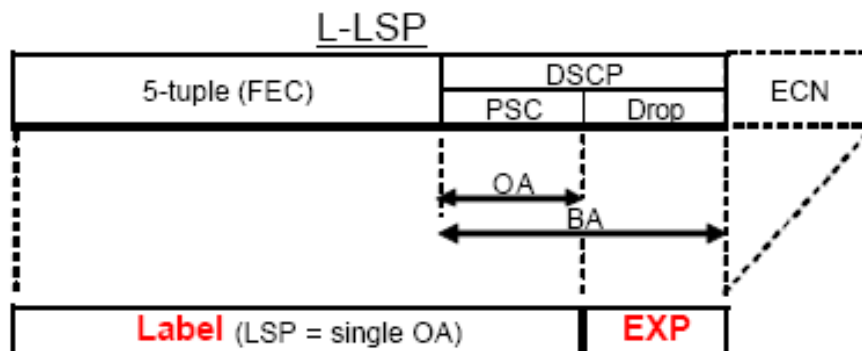 L-LSP
5-tuple (FEC) DSCP ECN
PSC Drop
OA
BA
Label (LSP = single OA) EXP